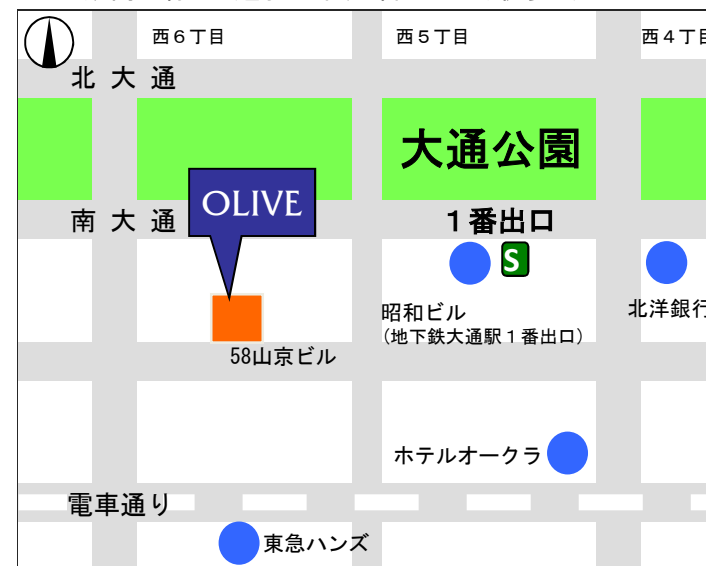 西６丁目
西５丁目
西４丁目
北大通
大通公園
OLIVE
南大通
１番出口
S
昭和ビル
(地下鉄大通駅１番出口)
北洋銀行
58山京ビル
ホテルオークラ
電車通り
東急ハンズ